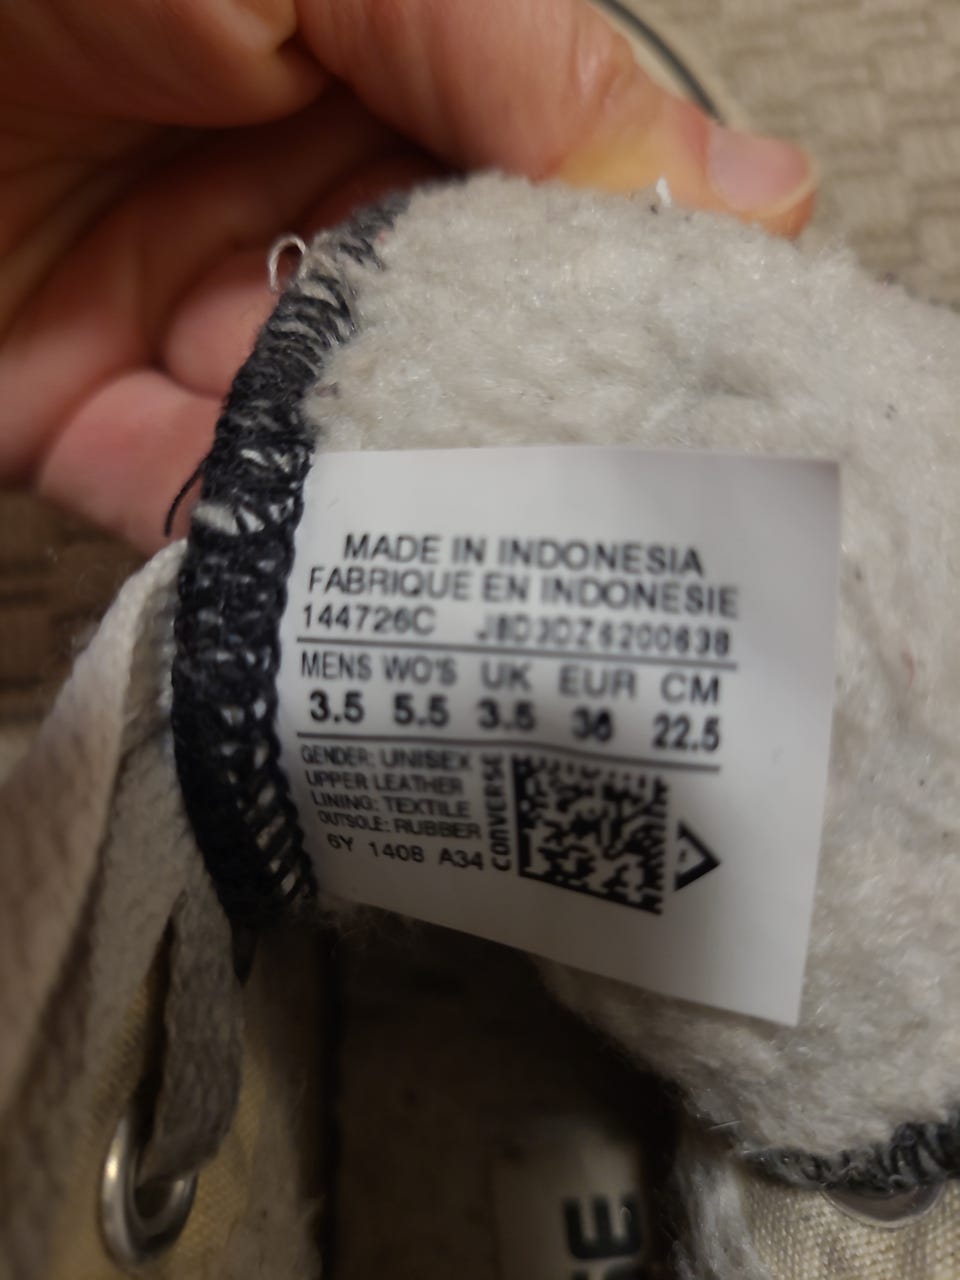 MADE IN INDONESIA
FABRIQUE EN INDONESIE
144726C J8D3DZ6200638
MENS WO'S UK EUR CM
3.5 5.5 3.5 36 22.5
GENDER: UNISEX
UPPER LEATHER
LINING: TEXTILE
OUTSOLE: RUBBER
6Y 1408 A34
CONVERSE